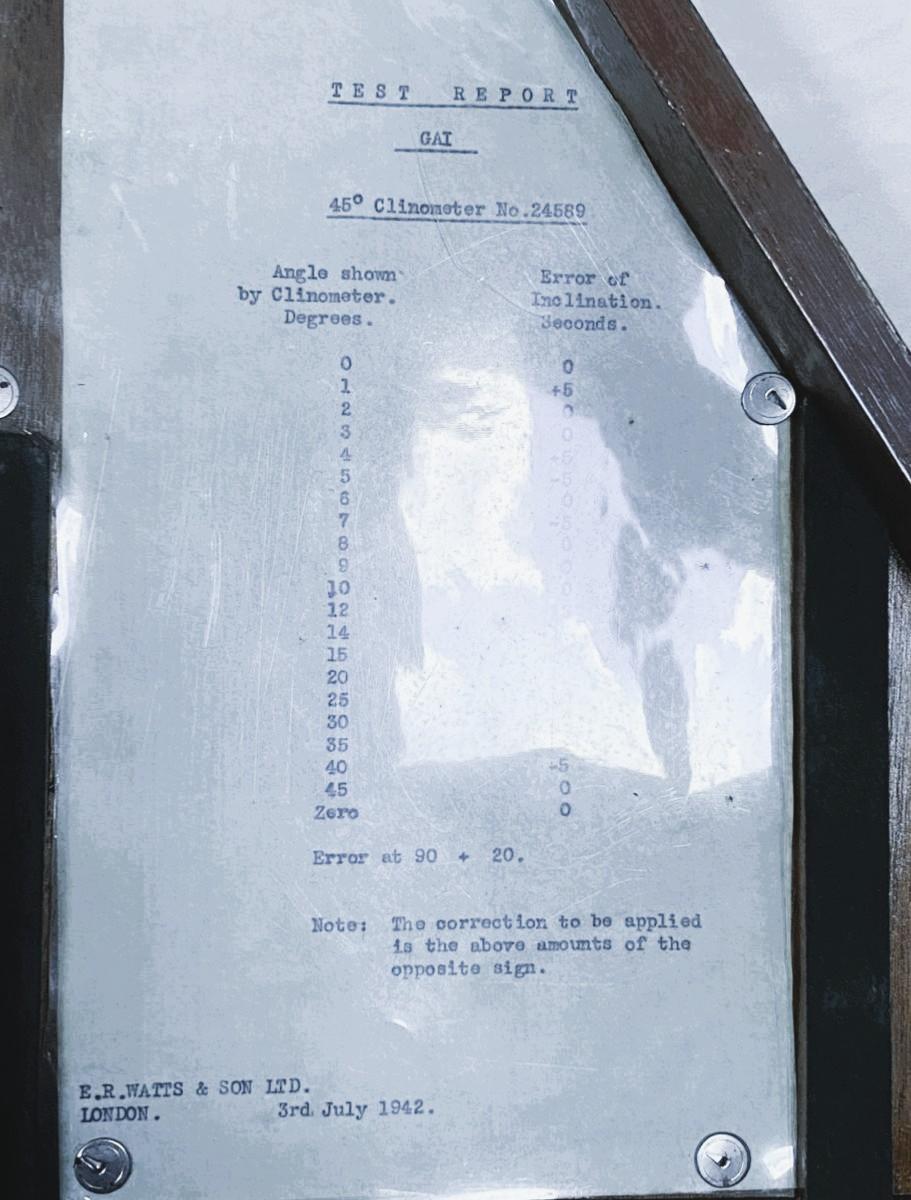 TEST REPORT
GAI
45° Clinometer No.24589
Angle shown Error of
by Clinometer. Inclination.
Degrees. Seconds.
0 0
1 +5
2 0
3 0
4
5
6
7
8
9
10
12
14
15
20
25
30
35
40 -5
45 0
Zero 0
Error at 90 + 20.
Note: The correction to be applied
is the above amounts of the
opposite sign.
E.R.WATTS & SON LTD.
LONDON. 3rd July 1942.